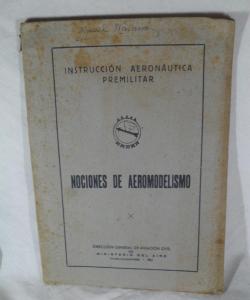 INSTRUCCIÓN AERONÁUTICA
PREMILITAR
NOCIONES DE AEROMODELISMO
DIRECCIÓN GENERAL DE AVIACIÓN CIVIL
MINISTERIO DEL AIRE